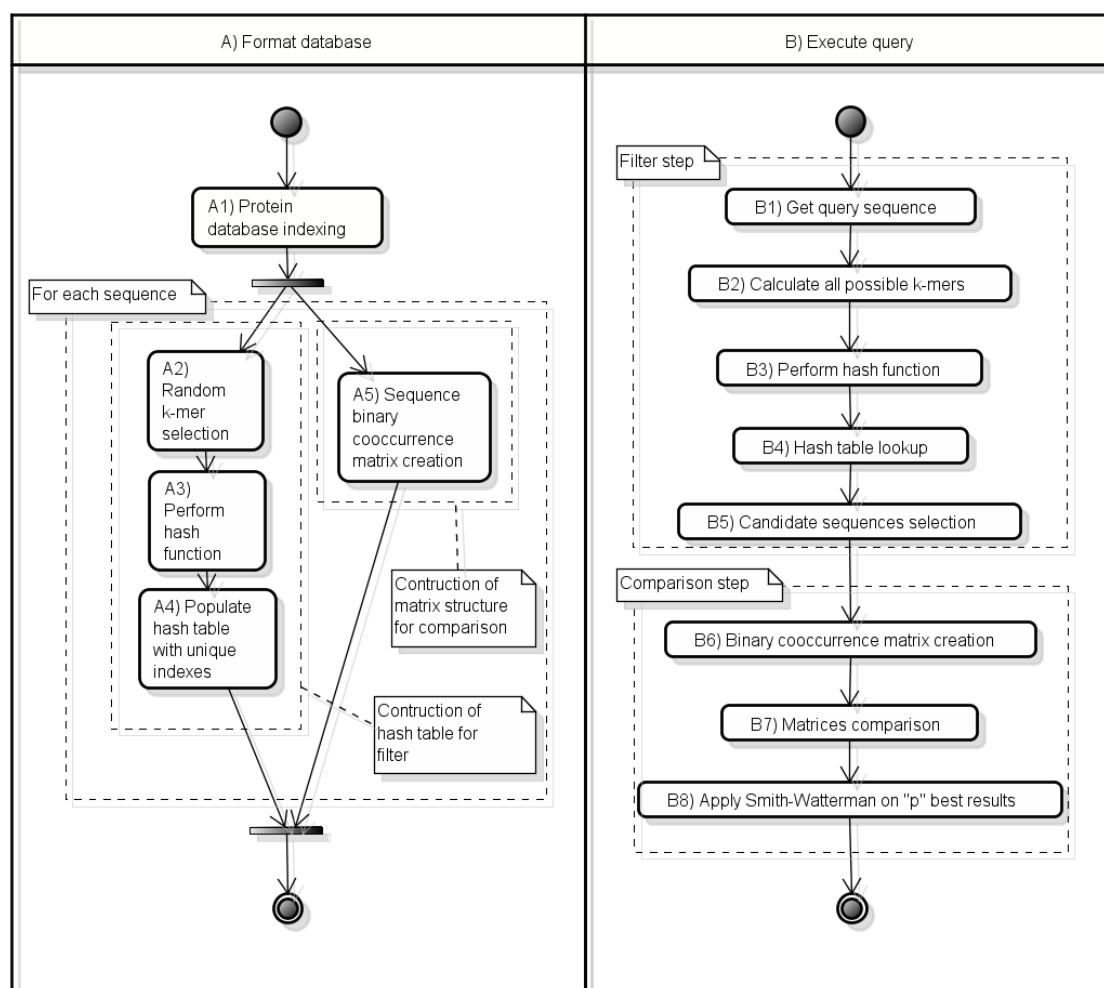 A) Format database
B) Execute query
A1) Protein
database indexing
For each sequence
A2)
Random
k-mer
selection
A3)
Perform
hash
function
A4) Populate
hash table
with unique
indexes
A5) Sequence
binary
cooccurrence
matrix creation
Contruction of
matrix structure
for comparison
Contruction of
hash table for
filter
Filter step
B1) Get query sequence
B2) Calculate all possible k-mers
B3) Perform hash function
B4) Hash table lookup
B5) Candidate sequences selection
Comparison step
B6) Binary cooccurrence matrix creation
B7) Matrices comparison
B8) Apply Smith-Watterman on "p" best results